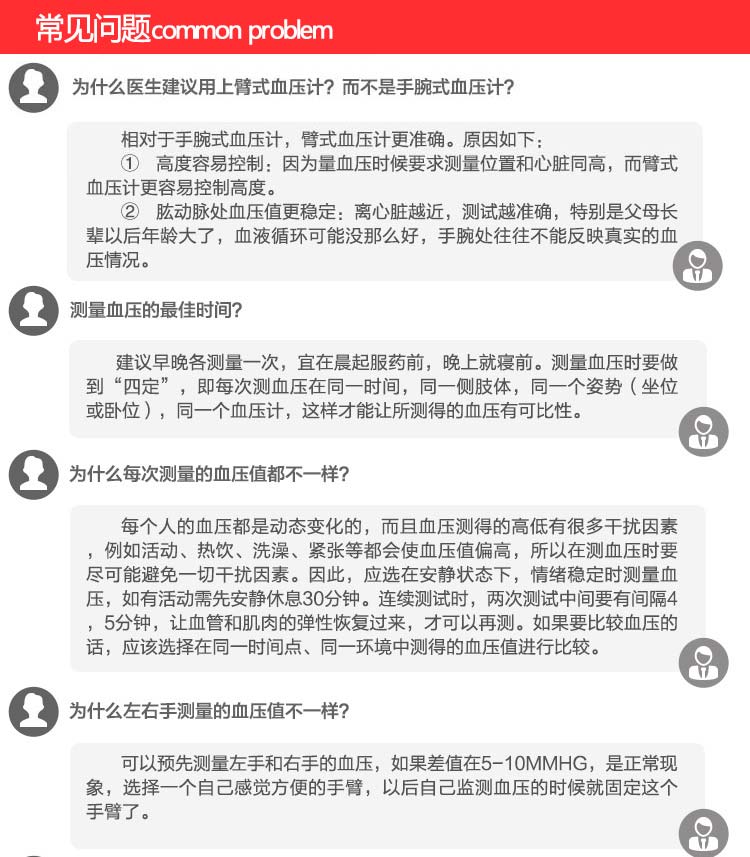 常见问题common problem
为什么医生建议用上臂式血压计？而不是手腕式血压计？
相对于手腕式血压计，臂式血压计更准确。原因如下：
① 高度容易控制：因为量血压时候要求测量位置和心脏同高，而臂式
血压计更容易控制高度。
② 肱动脉处血压值更稳定：离心脏越近，测试越准确，特别是父母长
辈以后年龄大了，血液循环可能没那么好，手腕处往往不能反映真实的血
压情况。
测量血压的最佳时间？
建议早晚各测量一次，宜在晨起服药前，晚上就寝前。测量血压时要做
到“四定”，即每次测血压在同一时间，同一侧肢体，同一个姿势（坐位
或卧位），同一个血压计，这样才能让所测得的血压有可比性。
为什么每次测量的血压值都不一样？
每个人的血压都是动态变化的，而且血压测得的高低有很多干扰因素
，例如活动、热饮、洗澡、紧张等都会使血压值偏高，所以在测血压时要
尽可能避免一切干扰因素。因此，应选在安静状态下，情绪稳定时测量血
压，如有活动需先安静休息30分钟。连续测试时，两次测试中间要有间隔4
，5分钟，让血管和肌肉的弹性恢复过来，才可以再测。如果要比较血压的
话，应该选择在同一时间点、同一环境中测得的血压值进行比较。
为什么左右手测量的血压值不一样？
可以预先测量左手和右手的血压，如果差值在5-10MMHG，是正常现
象，选择一个自己感觉方便的手臂，以后自己监测血压的时候就固定这个
手臂了。